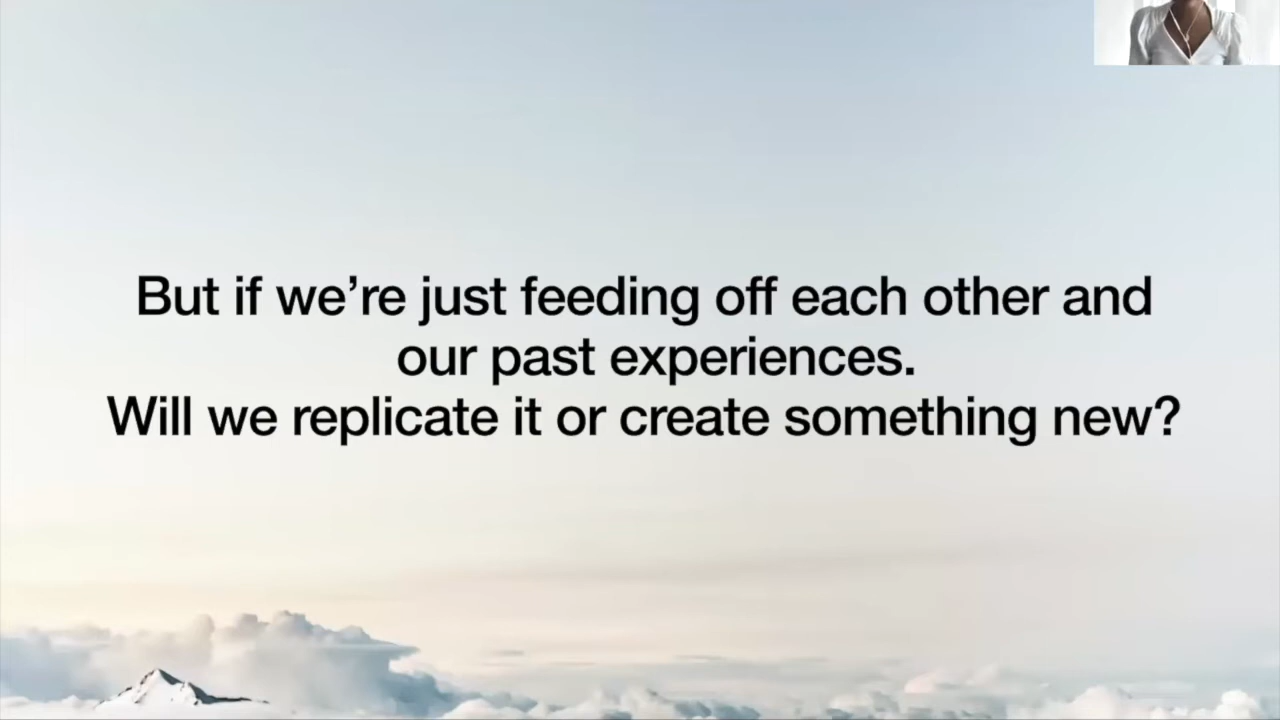 But if we’re just feeding off each other and
our past experiences.
Will we replicate it or create something new?